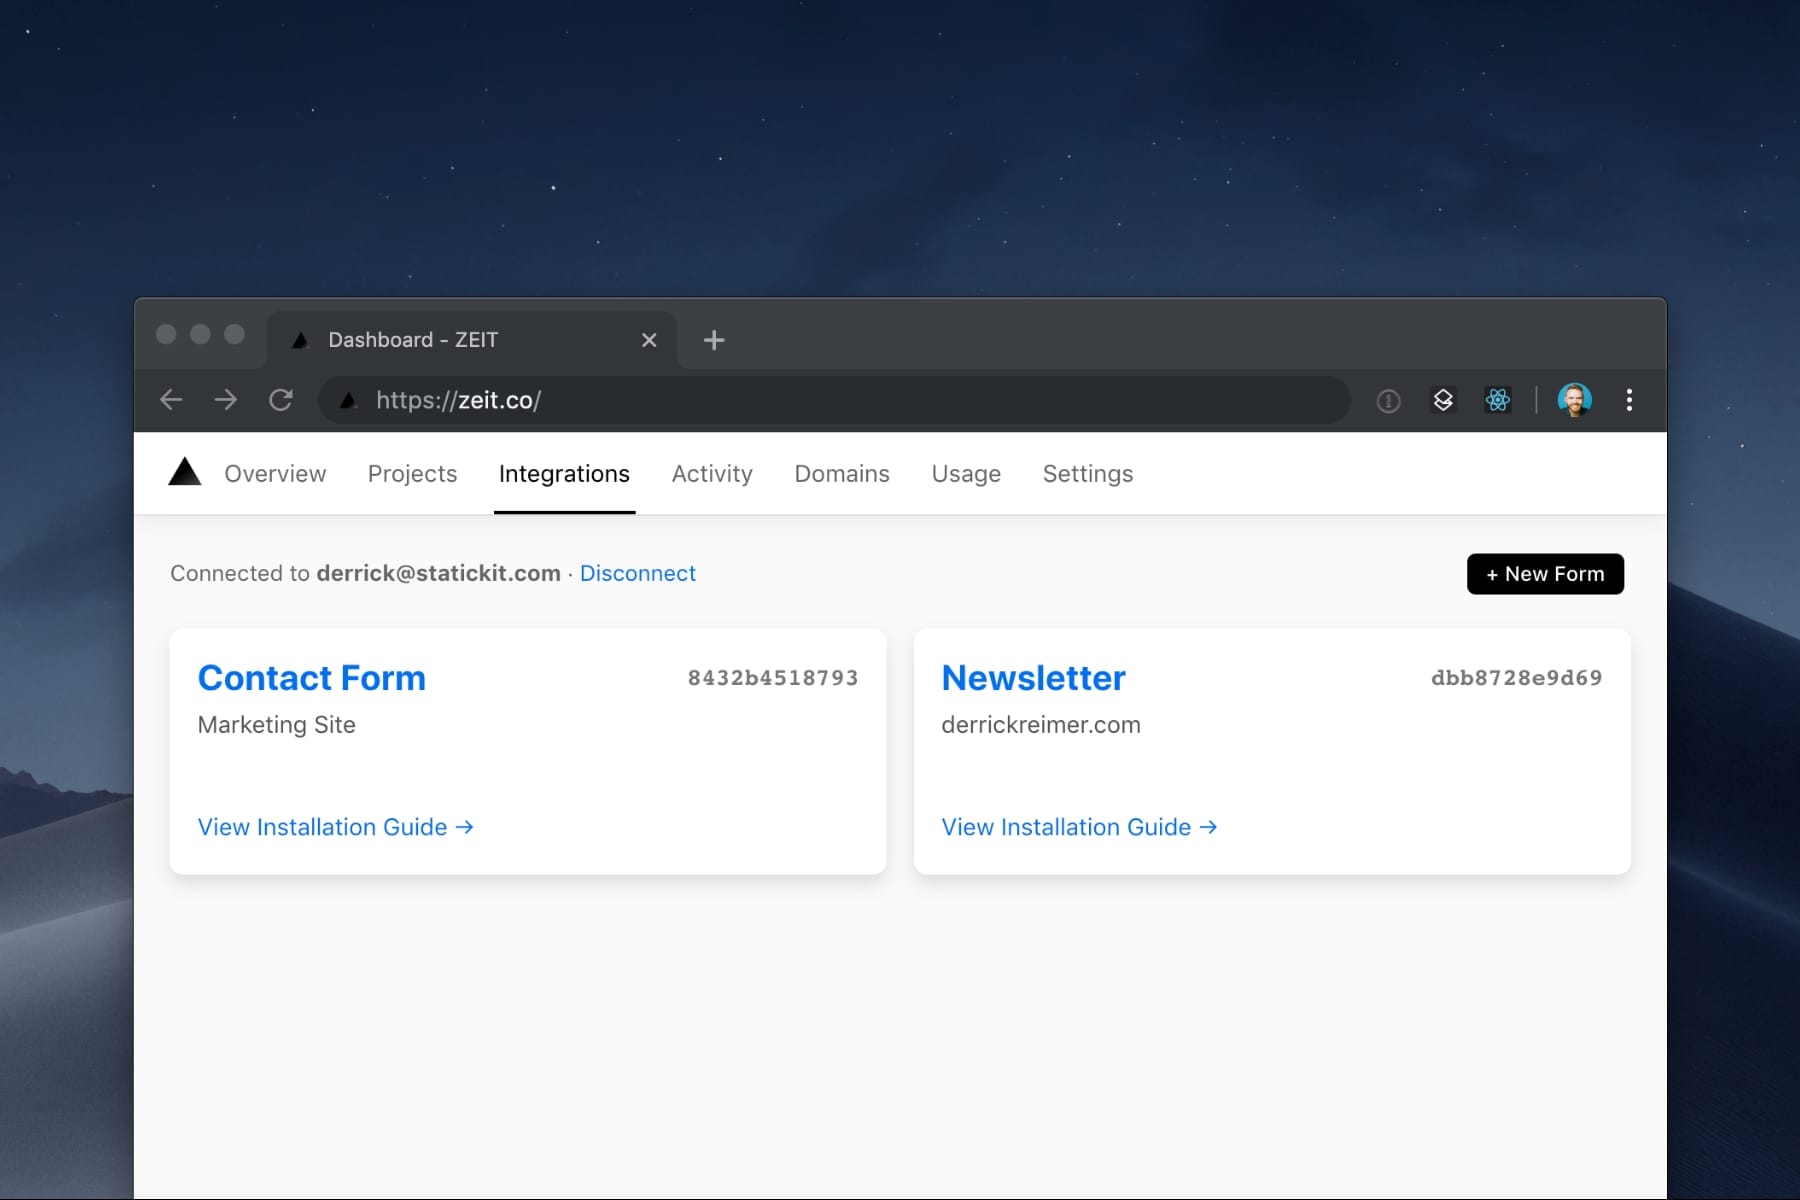 Dashboard - ZEIT
https://zeit.co/
Overview Projects Integrations Activity Domains Usage Settings
Connected to derrick@statickit.com · Disconnect
+ New Form
Contact Form 8432b4518793
Marketing Site
View Installation Guide →
Newsletter dbb8728e9d69
derrickreimer.com
View Installation Guide →